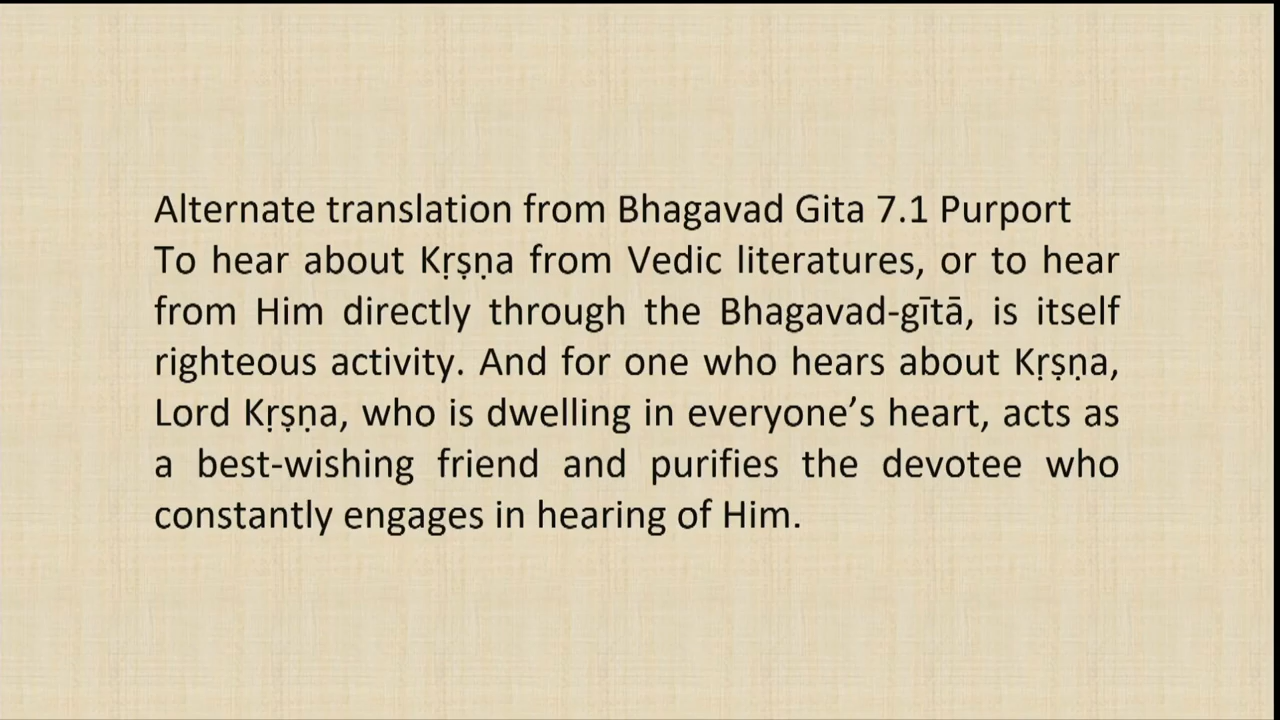 Alternate translation from Bhagavad Gita 7.1 Purport
To hear about Kṛṣṇa from Vedic literatures, or to hear
from Him directly through the Bhagavad-gītā, is itself
righteous activity. And for one who hears about Kṛṣṇa,
Lord Kṛṣṇa, who is dwelling in everyone’s heart, acts as
a best-wishing friend and purifies the devotee who
constantly engages in hearing of Him.